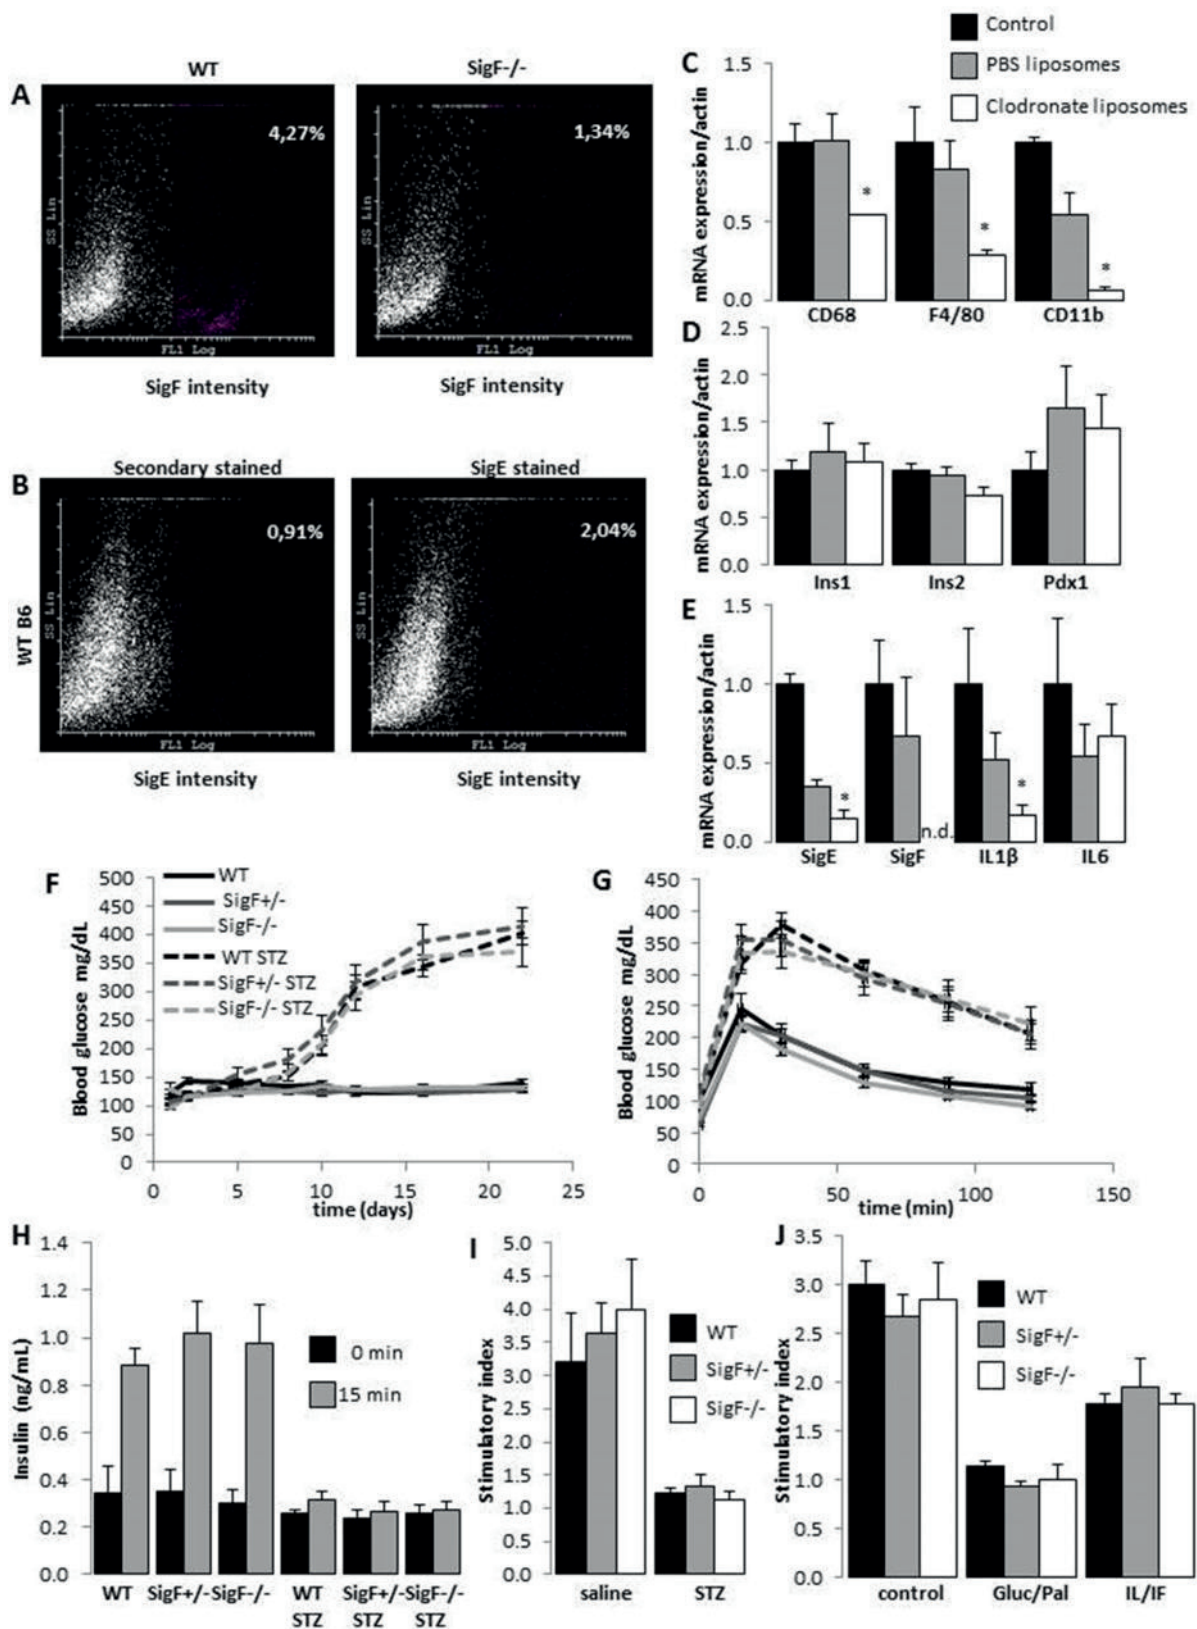 Control
PBS liposomes
Clodronate liposomes
A
WT
SigF-/-
4,27%
1,34%
SS Lin
SS Lin
FL1 Log
FL1 Log
SigF intensity
SigF intensity
B
Secondary stained
SigE stained
WT B6
0,91%
2,04%
SS Lin
SS Lin
FL1 Log
FL1 Log
SigE intensity
SigE intensity
C
mRNA expression/actin
1.5
1.0
0.5
0.0
*
*
*
CD68 F4/80 CD11b
D
mRNA expression/actin
2.5
2.0
1.5
1.0
0.5
0.0
Ins1 Ins2 Pdx1
E
mRNA expression/actin
1.5
1.0
0.5
0.0
*
n.d.
*
SigE SigF IL1β IL6
F
Blood glucose mg/dL
500
450
400
350
300
250
200
150
100
50
0
WT
SigF+/-
SigF-/-
WT STZ
SigF+/- STZ
SigF-/- STZ
0 5 10 15 20 25
time (days)
G
Blood glucose mg/dL
450
400
350
300
250
200
150
100
50
0
0 50 100 150
time (min)
H
Insulin (ng/mL)
1.4
1.2
1.0
0.8
0.6
0.4
0.2
0.0
0 min
15 min
WT SigF+/- SigF-/- WT SigF+/- SigF-/-
STZ STZ STZ
I
Stimulatory index
5.0
4.5
4.0
3.5
3.0
2.5
2.0
1.5
1.0
0.5
0.0
WT
SigF+/-
SigF-/-
saline STZ
J
Stimulatory index
3.5
3.0
2.5
2.0
1.5
1.0
0.5
0.0
WT
SigF+/-
SigF-/-
control Gluc/Pal IL/IF